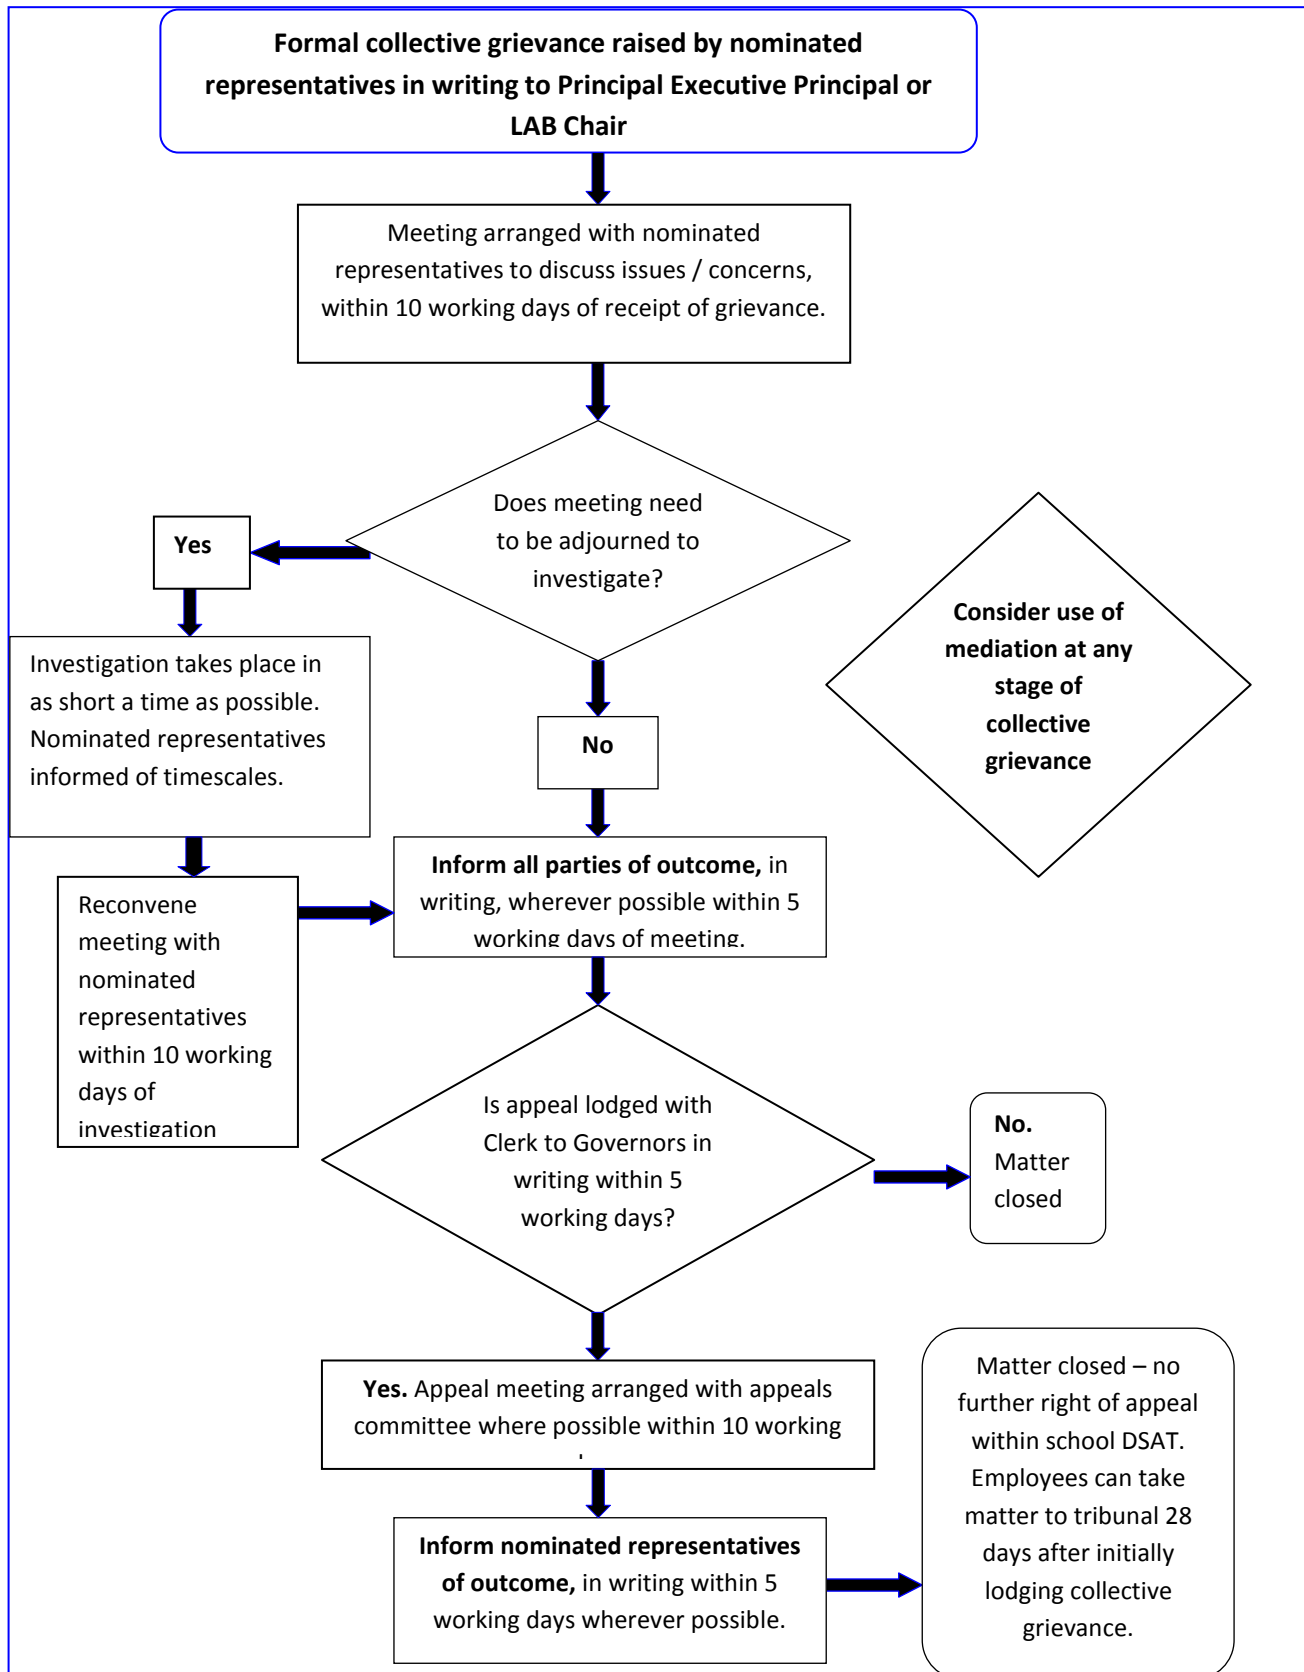 Formal collective grievance raised by nominated
representatives in writing to Principal Executive Principal or
LAB Chair
Meeting arranged with nominated
representatives to discuss issues / concerns,
within 10 working days of receipt of grievance.
Does meeting need
to be adjourned to
investigate?
Yes
Consider use of
mediation at any
stage of
collective
grievance
Investigation takes place in
as short a time as possible.
Nominated representatives
informed of timescales.
No
Inform all parties of outcome, in
writing, wherever possible within 5
working days of meeting.
Reconvene
meeting with
nominated
representatives
within 10 working
days of
investigation
Is appeal lodged with
Clerk to Governors in
writing within 5
working days?
No.
Matter
closed
Yes. Appeal meeting arranged with appeals
committee where possible within 10 working
Matter closed – no
further right of appeal
within school DSAT.
Employees can take
matter to tribunal 28
days after initially
lodging collective
grievance.
Inform nominated representatives
of outcome, in writing within 5
working days wherever possible.